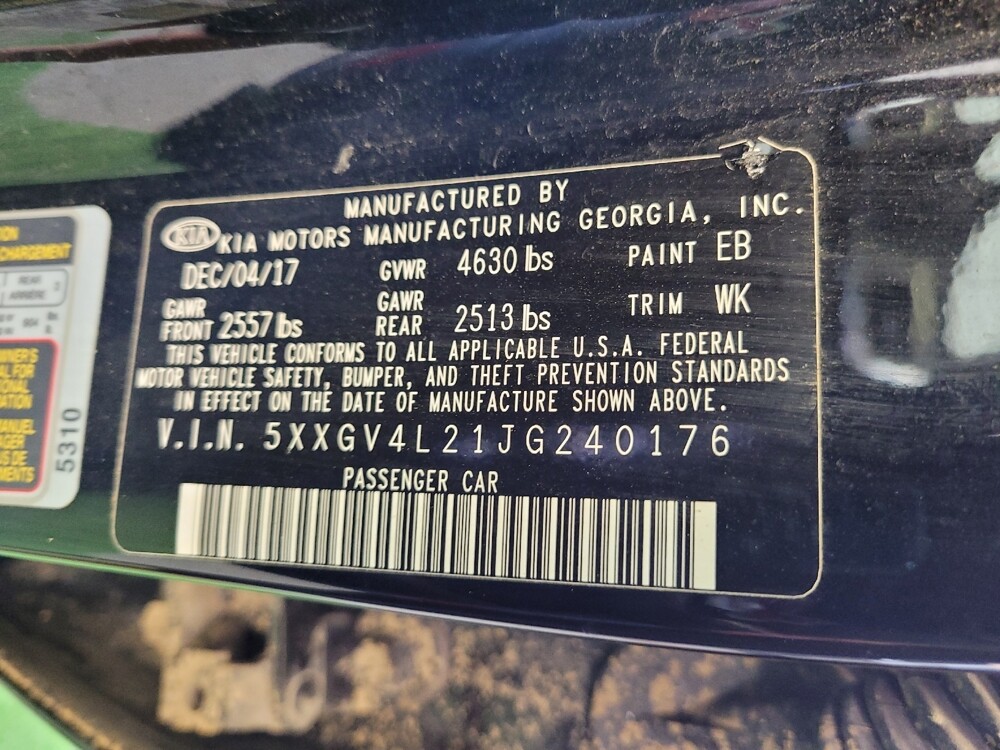 MANUFACTURED BY
KIA KIA MOTORS MANUFACTURING GEORGIA, INC.
DEC/04/17 GVWR 4630 lbs PAINT EB
GAWR FRONT 2557 lbs GAWR REAR 2513 lbs TRIM WK
THIS VEHICLE CONFORMS TO ALL APPLICABLE U.S.A. FEDERAL
MOTOR VEHICLE SAFETY, BUMPER, AND THEFT PREVENTION STANDARDS
IN EFFECT ON THE DATE OF MANUFACTURE SHOWN ABOVE.
V.I.N. 5XXGV4L21JG240176
PASSENGER CAR
CHARGEMENT
REAR
5310